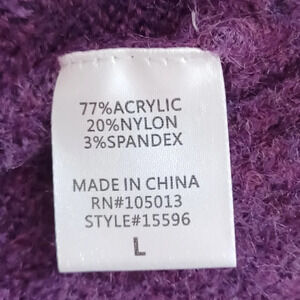 77%ACRYLIC
20%NYLON
3%SPANDEX
MADE IN CHINA
RN#105013
STYLE#15596
L